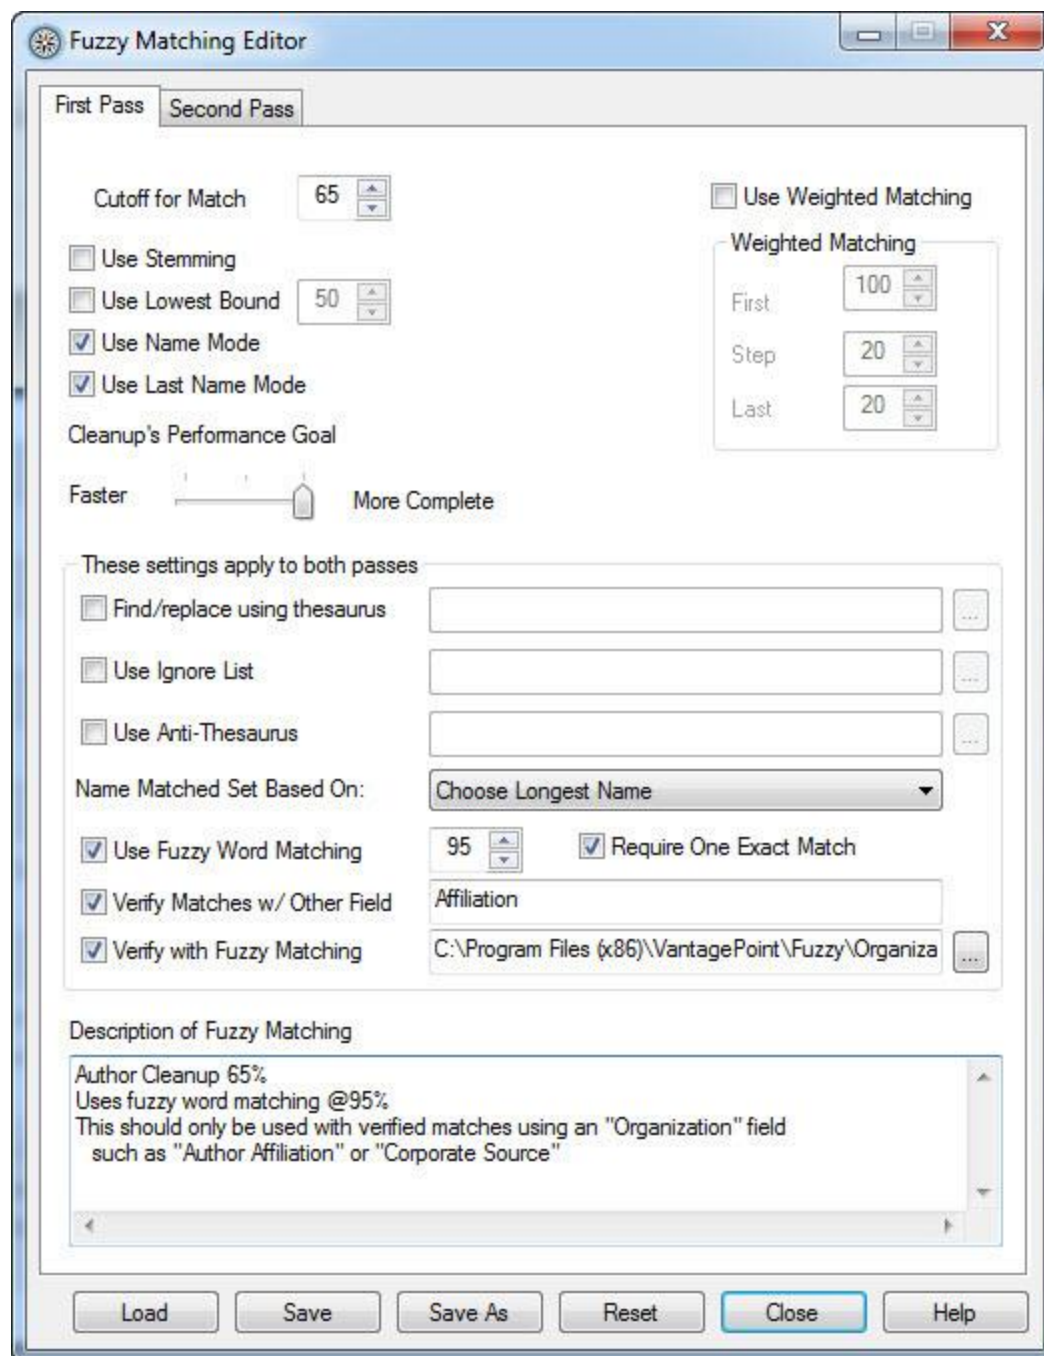 Fuzzy Matching Editor
First Pass
Second Pass
Cutoff for Match
65
Use Weighted Matching
Use Stemming
Weighted Matching
Use Lowest Bound
50
First
100
Use Name Mode
Step
20
Use Last Name Mode
Last
20
Cleanup's Performance Goal
Faster
More Complete
These settings apply to both passes
Find/replace using thesaurus
...
Use Ignore List
...
Use Anti-Thesaurus
...
Name Matched Set Based On:
Choose Longest Name
Use Fuzzy Word Matching
95
Require One Exact Match
Verify Matches w/ Other Field
Affiliation
Verify with Fuzzy Matching
C:\Program Files (x86)\VantagePoint\Fuzzy\Organiza
...
Description of Fuzzy Matching
Author Cleanup 65%
Uses fuzzy word matching @95%
This should only be used with verified matches using an "Organization" field
such as "Author Affiliation" or "Corporate Source"
Load
Save
Save As
Reset
Close
Help